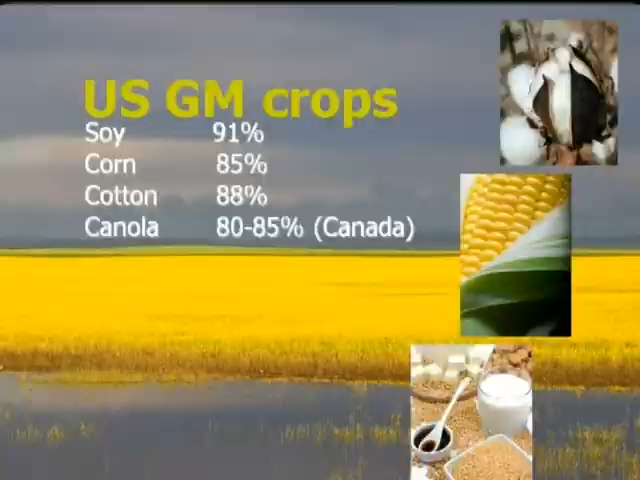 US GM crops
Soy 91%
Corn 85%
Cotton 88%
Canola 80-85% (Canada)